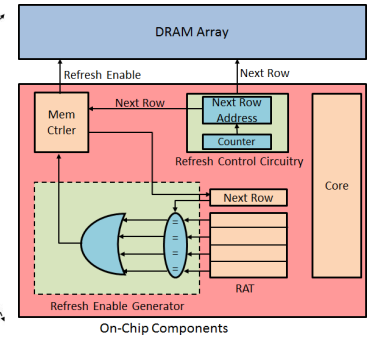 DRAM Array
Refresh Enable
Next Row
Mem
Ctrler
Next Row
Next Row
Address
Counter
Refresh Control Circuitry
Core
Next Row
=
=
=
=
RAT
Refresh Enable Generator
On-Chip Components